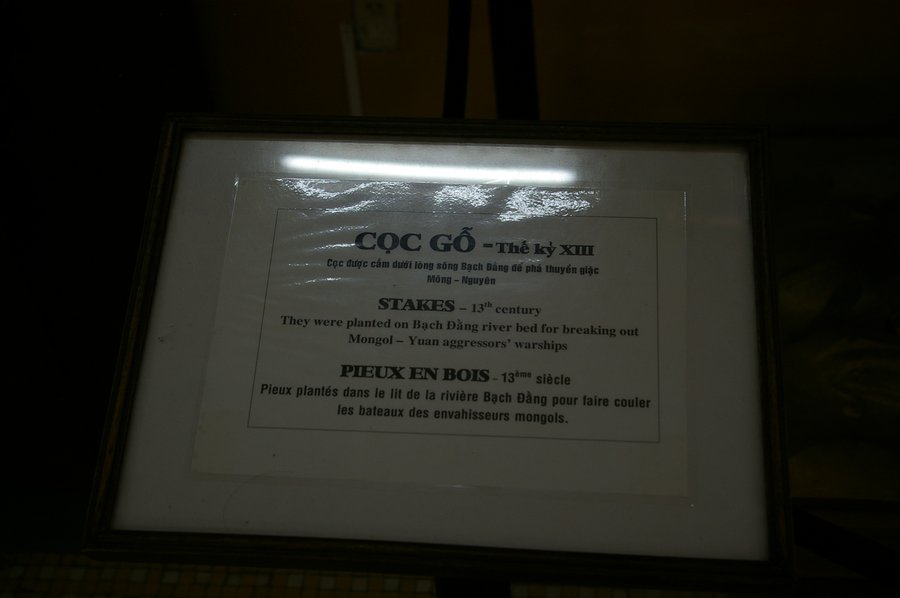 CỌC GỖ – Thế kỷ XIII
Cọc được cắm dưới lòng sông Bạch Đằng để phá thuyền giặc
Mông – Nguyên
STAKES – 13th century
They were planted on Bạch Đằng river bed for breaking out
Mongol – Yuan aggressors' warships
PIEUX EN BOIS - 13ème siècle
Pieux plantés dans le lit de la rivière Bạch Đằng pour faire couler
les bateaux des envahisseurs mongols.